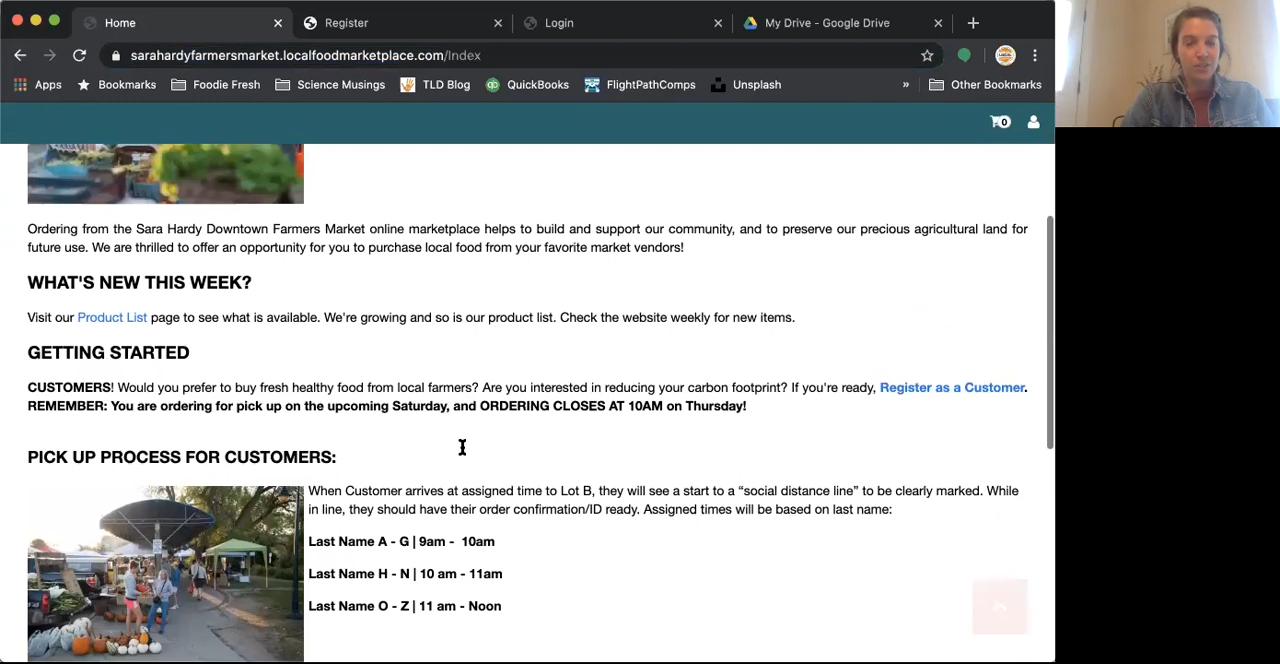 Home
Register
Login
My Drive - Google Drive
sarahardyfarmersmarket.localfoodmarketplace.com/Index
Apps
Bookmarks
Foodie Fresh
Science Musings
TLD Blog
qb
QuickBooks
FlightPathComps
Unsplash
»
Other Bookmarks
0
Ordering from the Sara Hardy Downtown Farmers Market online marketplace helps to build and support our community, and to preserve our precious agricultural land for
future use. We are thrilled to offer an opportunity for you to purchase local food from your favorite market vendors!
WHAT'S NEW THIS WEEK?
Visit our Product List page to see what is available. We're growing and so is our product list. Check the website weekly for new items.
GETTING STARTED
CUSTOMERS! Would you prefer to buy fresh healthy food from local farmers? Are you interested in reducing your carbon footprint? If you're ready, Register as a Customer.
REMEMBER: You are ordering for pick up on the upcoming Saturday, and ORDERING CLOSES AT 10AM on Thursday!
PICK UP PROCESS FOR CUSTOMERS:
When Customer arrives at assigned time to Lot B, they will see a start to a “social distance line” to be clearly marked. While
in line, they should have their order confirmation/ID ready. Assigned times will be based on last name:
Last Name A - G | 9am - 10am
Last Name H - N | 10 am - 11am
Last Name O - Z | 11 am - Noon